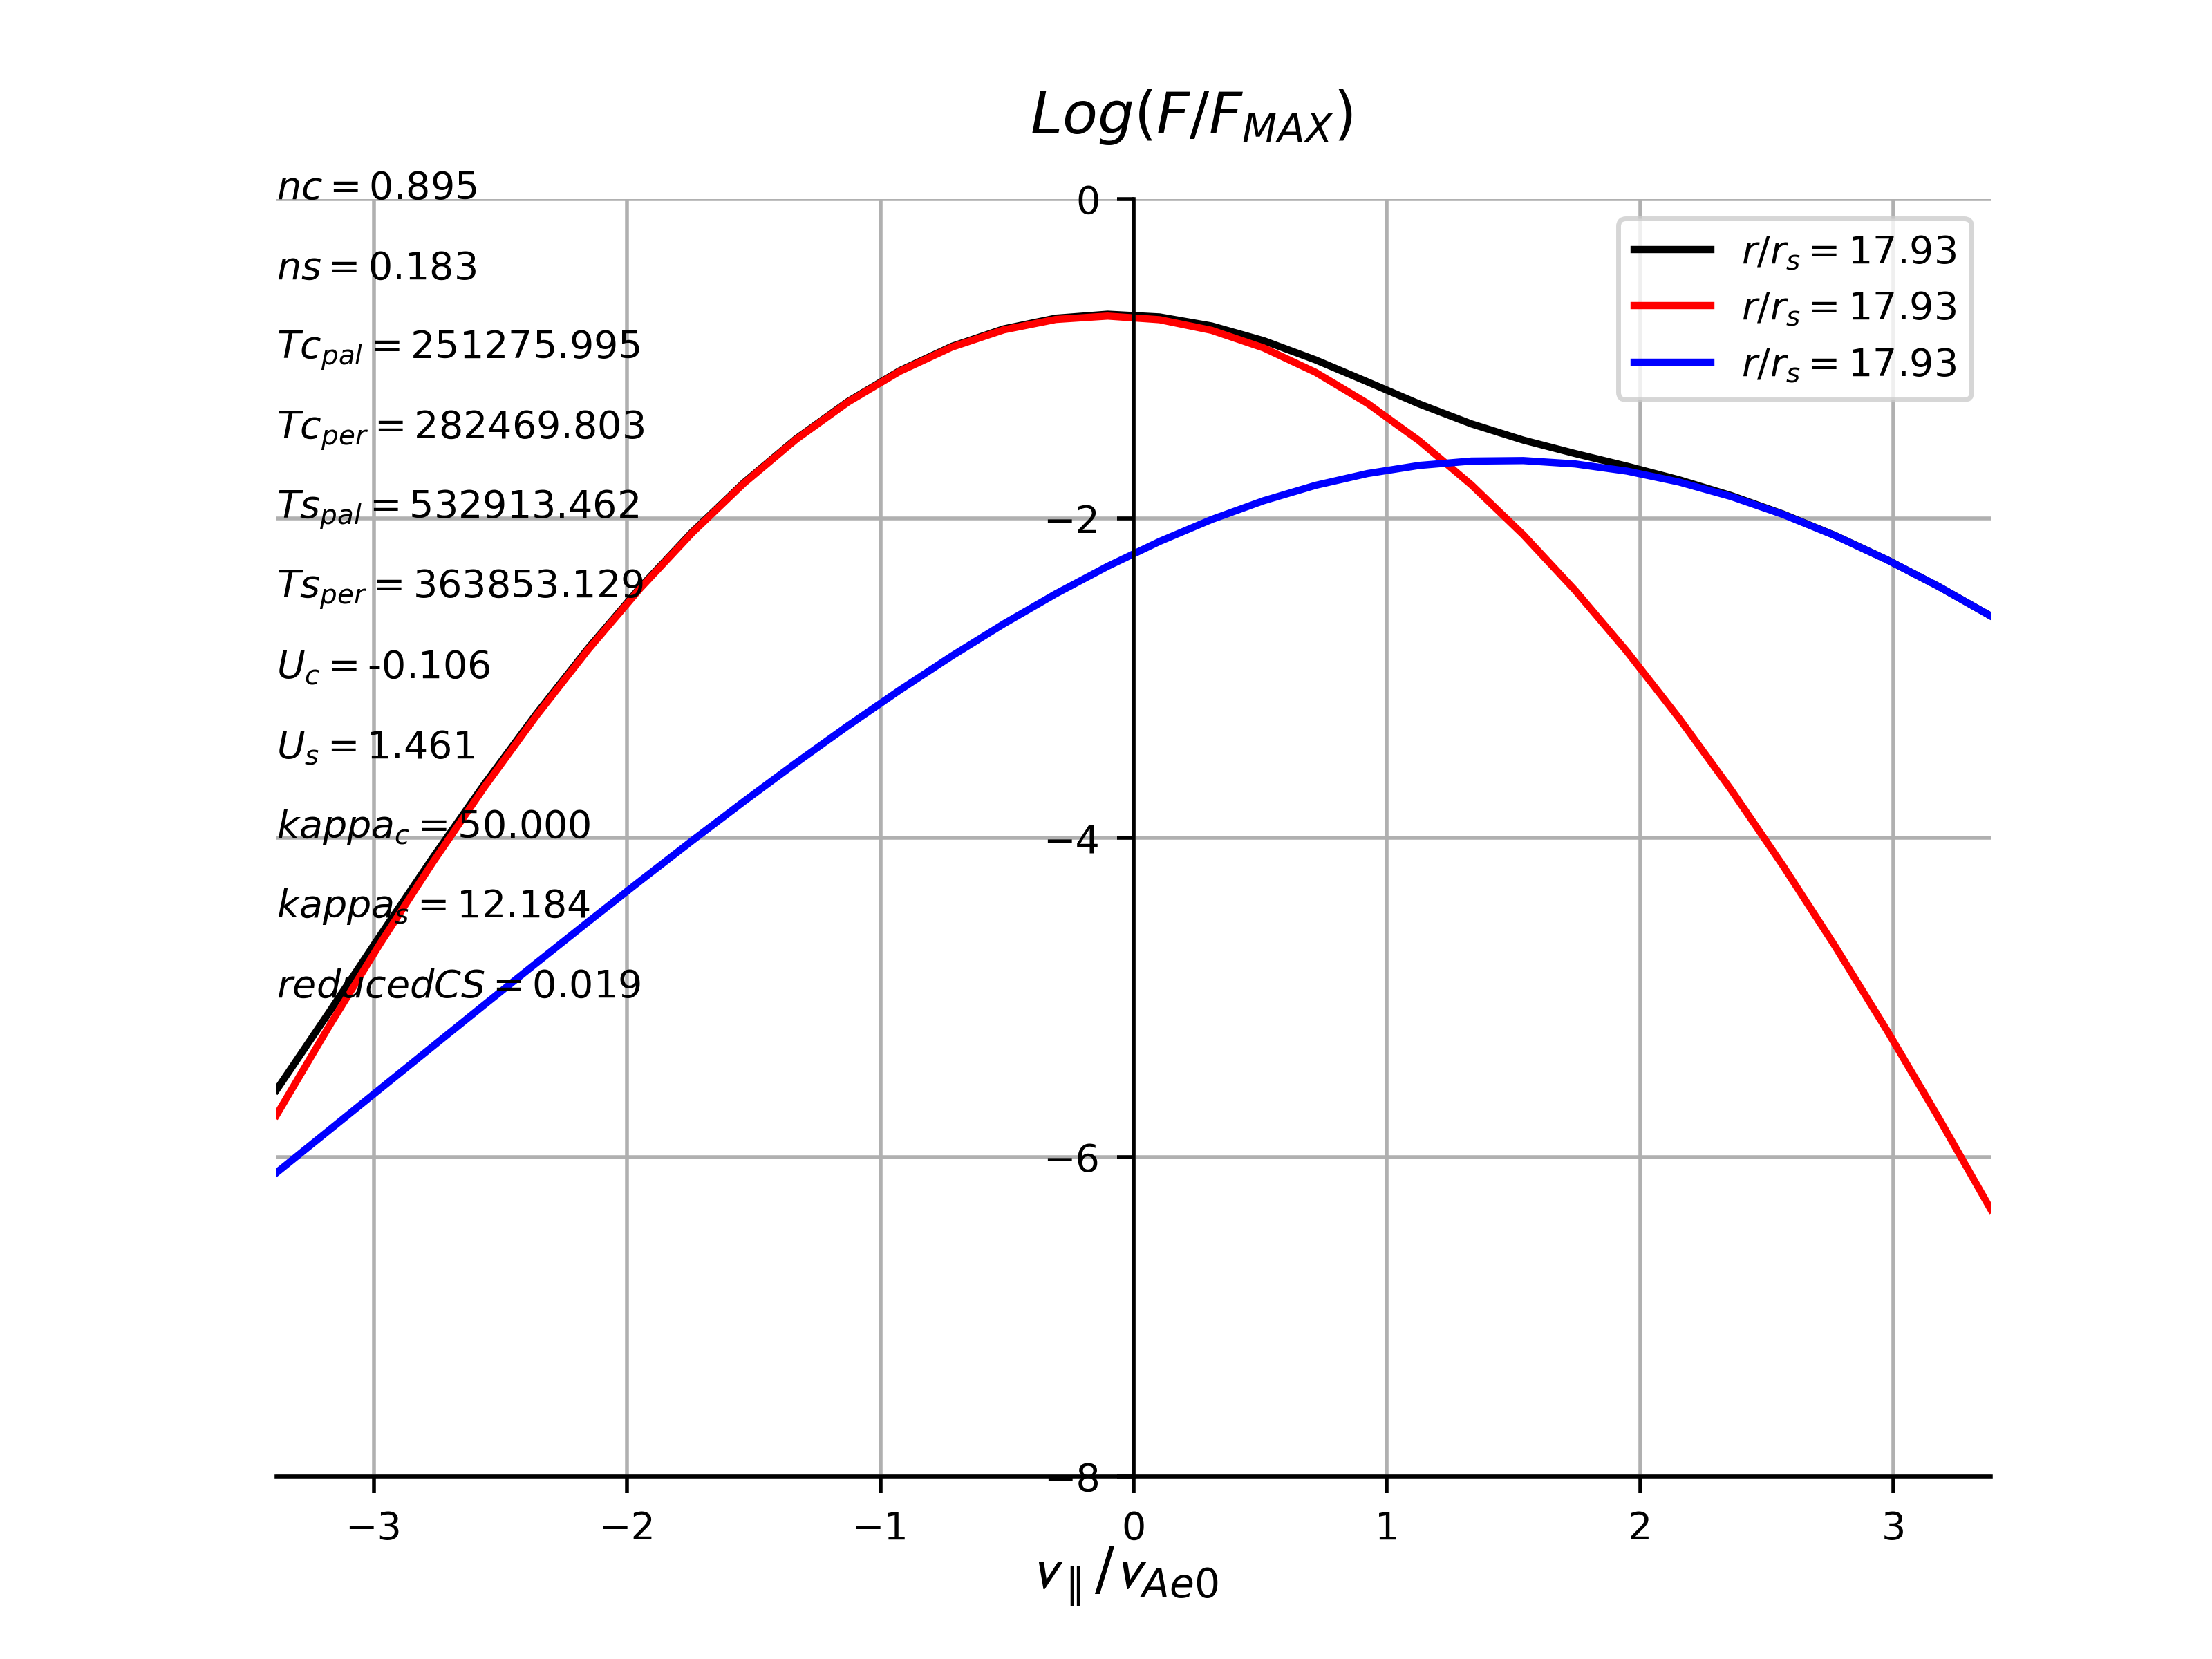 Log(F/F_MAX)
nc = 0.895
ns = 0.183
Tc_pal = 251275.995
Tc_per = 282469.803
Ts_pal = 532913.462
Ts_per = 363853.129
U_c = -0.106
U_s = 1.461
kappa_c = 50.000
kappa_s = 12.184
reducedCS = 0.019
r/r_s = 17.93
r/r_s = 17.93
r/r_s = 17.93
0
−2
−4
−6
−8
−3 −2 −1 0 1 2 3
v_∥/v_Ae0